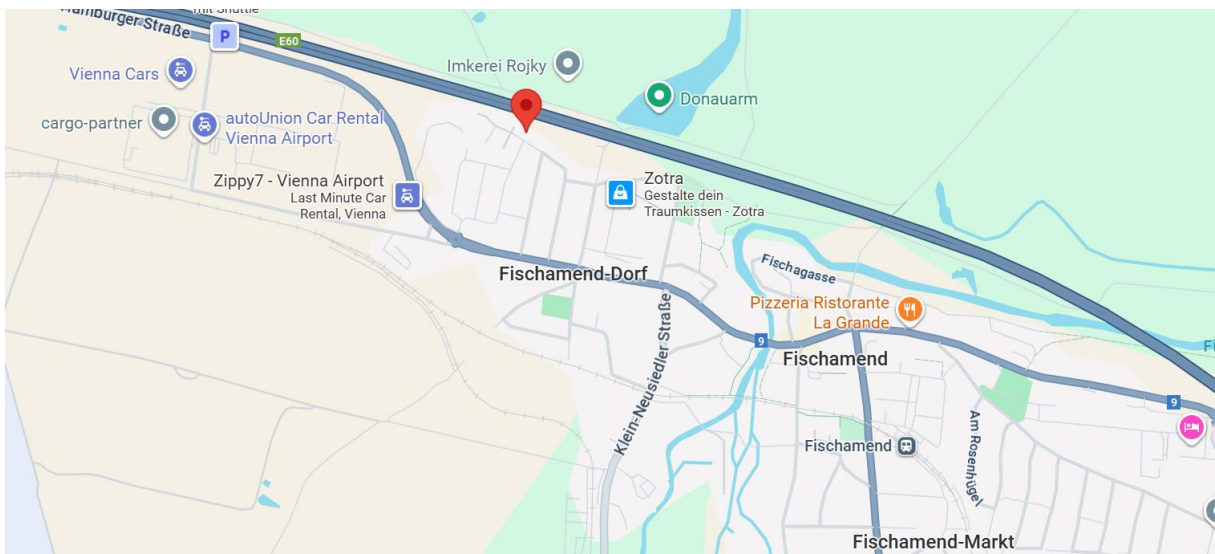 Hamburger Straße
mit Shuttle
P
E60
Imkerei Rojky
Vienna Cars
Donauarm
cargo-partner
autoUnion Car Rental
Vienna Airport
Zippy7 - Vienna Airport
Last Minute Car
Rental, Vienna
Zotra
Gestalte dein
Traumkissen - Zotra
Fischamend-Dorf
Fischagasse
Pizzeria Ristorante
La Grande
Klein-Neusiedler Straße
9
Fischamend
9
Am Rosenhügel
Fischamend
Fischamend-Markt